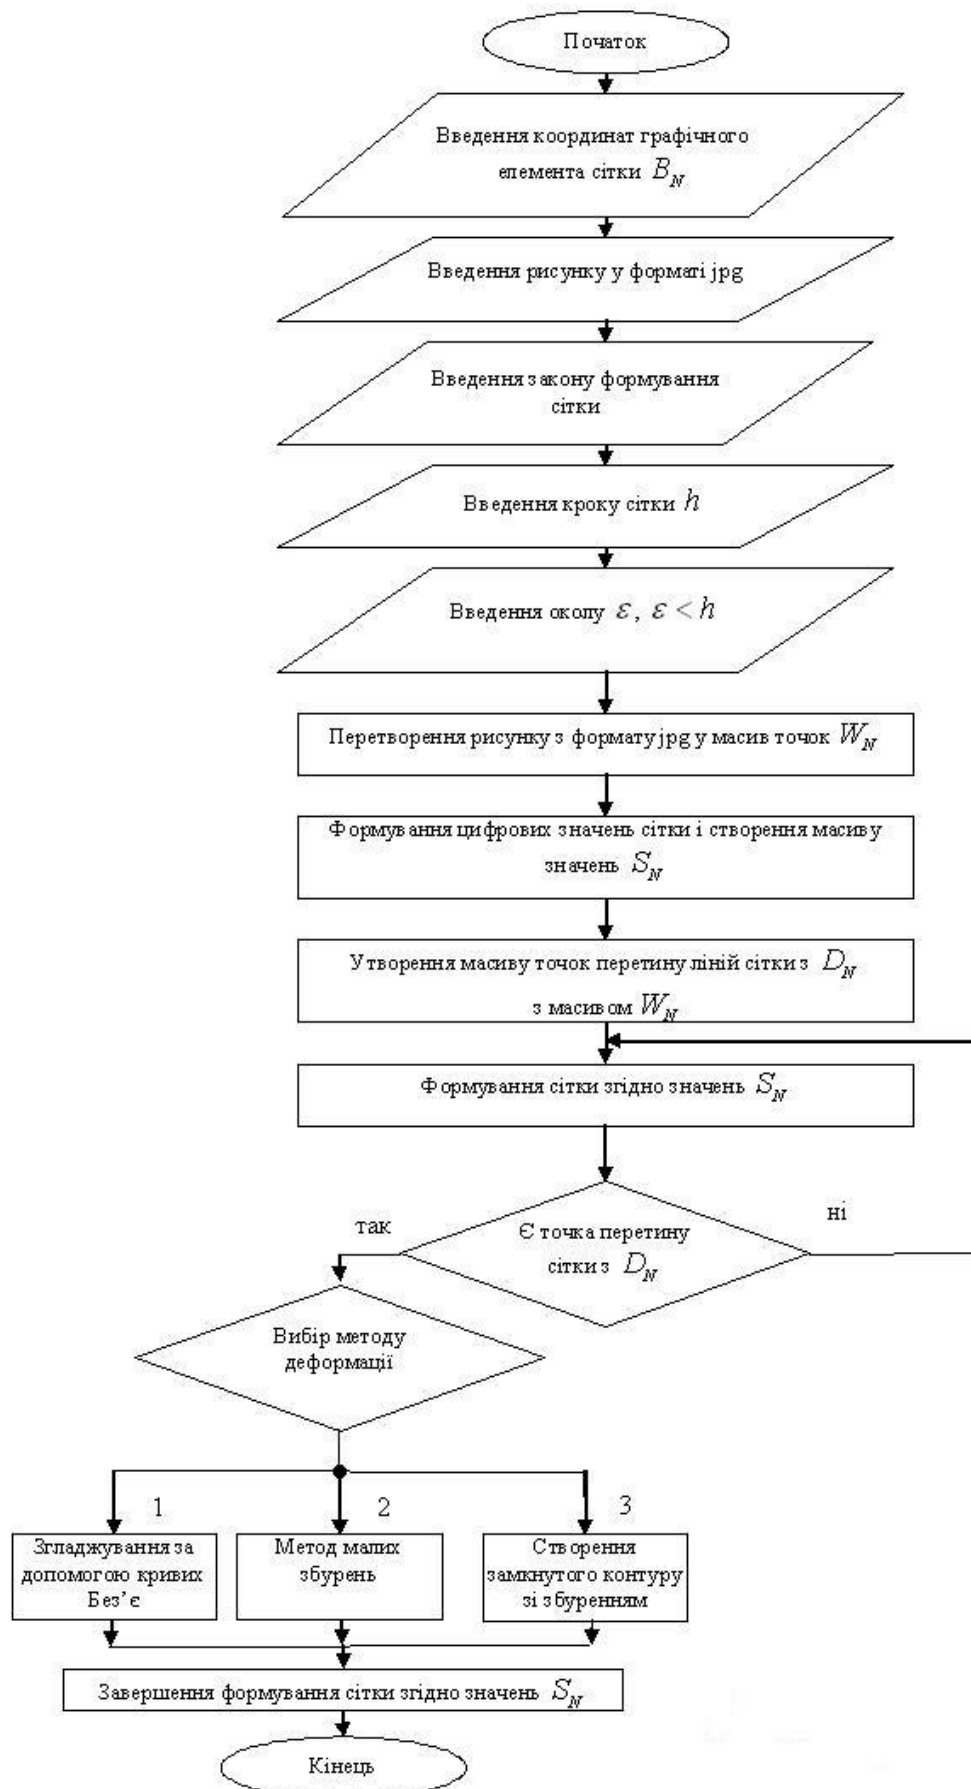 Початок
Введення координат графічного
елемента сітки B_N
Введення рисунку у форматі jpg
Введення закону формування
сітки
Введення кроку сітки h
Введення околу ε, ε < h
Перетворення рисунку з формату jpg у масив точок W_N
Формування цифрових значень сітки і створення масиву
значень S_N
Утворення масиву точок перетину ліній сітки з D_N
з масивом W_N
Формування сітки згідно значень S_N
так
ні
Є точка перетину
сітки з D_N
Вибір методу
деформації
1
2
3
Згладжування за
допомогою кривих
Без’є
Метод малих
збурень
Створення
замкнутого контуру
зі збуренням
Завершення формування сітки згідно значень S_N
Кінець